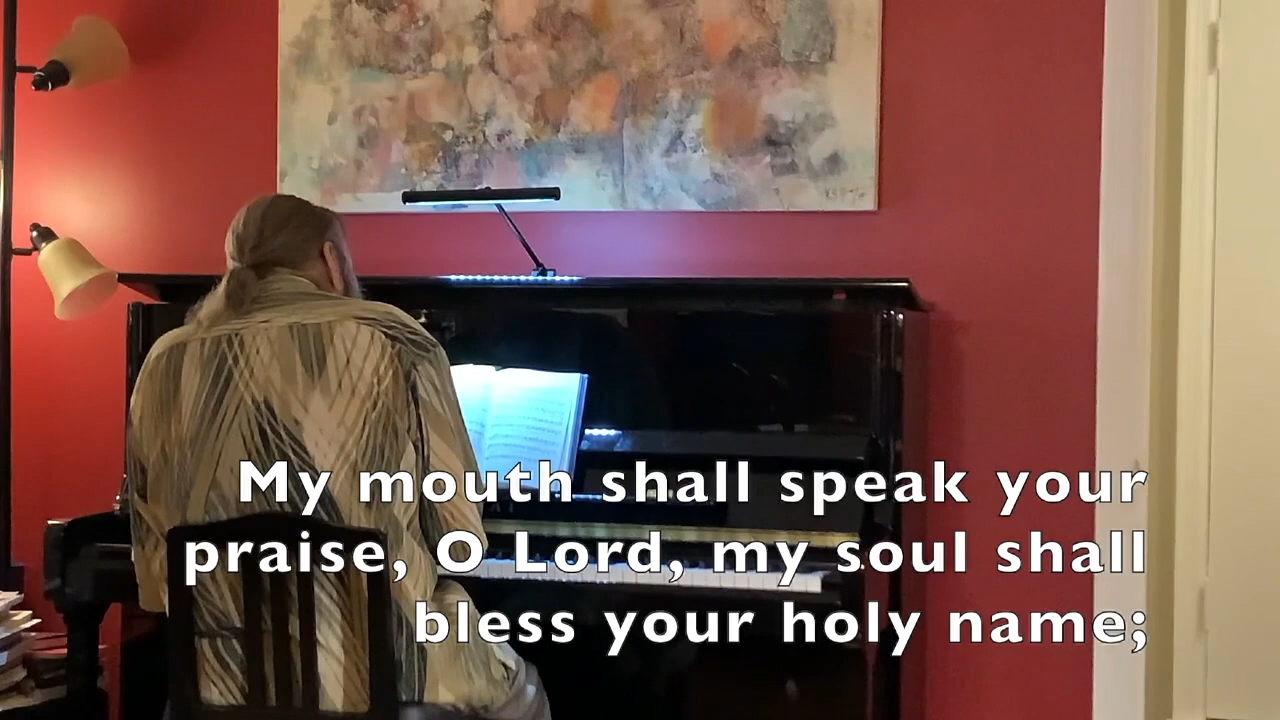 My mouth shall speak your
praise, O Lord, my soul shall
bless your holy name;